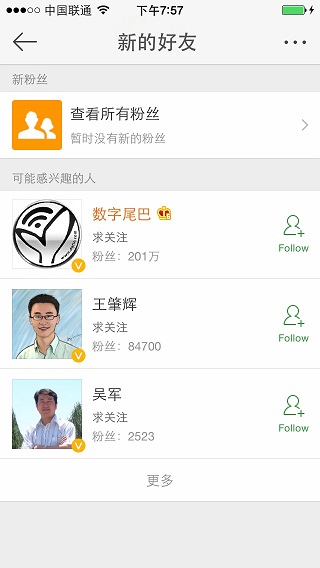 中国联通 下午7:57
新的好友
新粉丝
查看所有粉丝
暂时没有新的粉丝
可能感兴趣的人
数字尾巴
求关注
粉丝：201万
Follow
王肇辉
求关注
粉丝：84700
Follow
吴军
求关注
粉丝：2523
Follow
更多